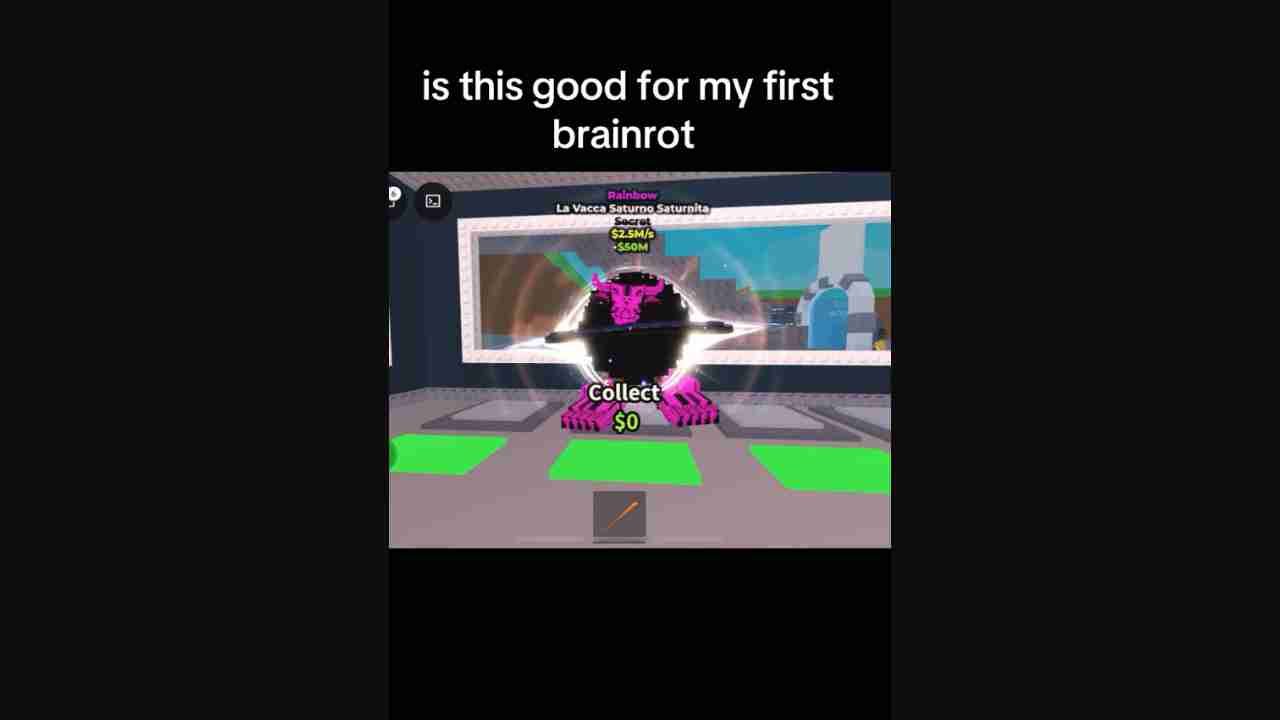 is this good for my first
brainrot
Rainbow
La Vacca Saturno Saturnita
Secret
$2.5M/s
$50M
Collect
$0